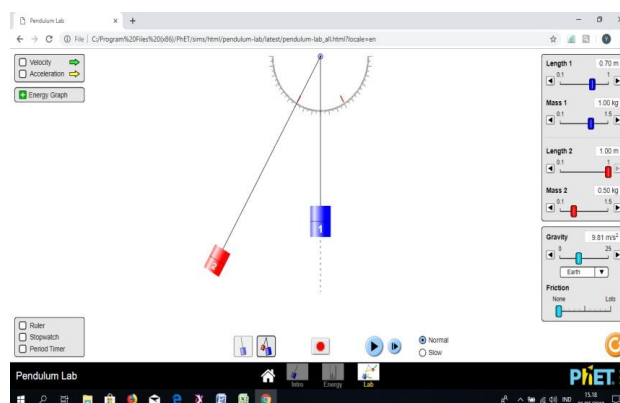 Pendulum Lab
File | C:/Program%20Files%20(x86)/PhET/sims/html/pendulum-lab/latest/pendulum-lab_all.html?locale=en
Velocity
Acceleration
Energy Graph
Length 1 0.70 m
0.1 1
Mass 1 1.00 kg
0.1 1.5
Length 2 1.00 m
0.1 1
Mass 2 0.50 kg
0.1 1.5
Gravity 9.81 m/s²
0 25
Earth
Friction
None Lots
1
2
Ruler
Stopwatch
Period Timer
Normal
Slow
Pendulum Lab
Intro
Energy
Lab
PhET
IND
15.18